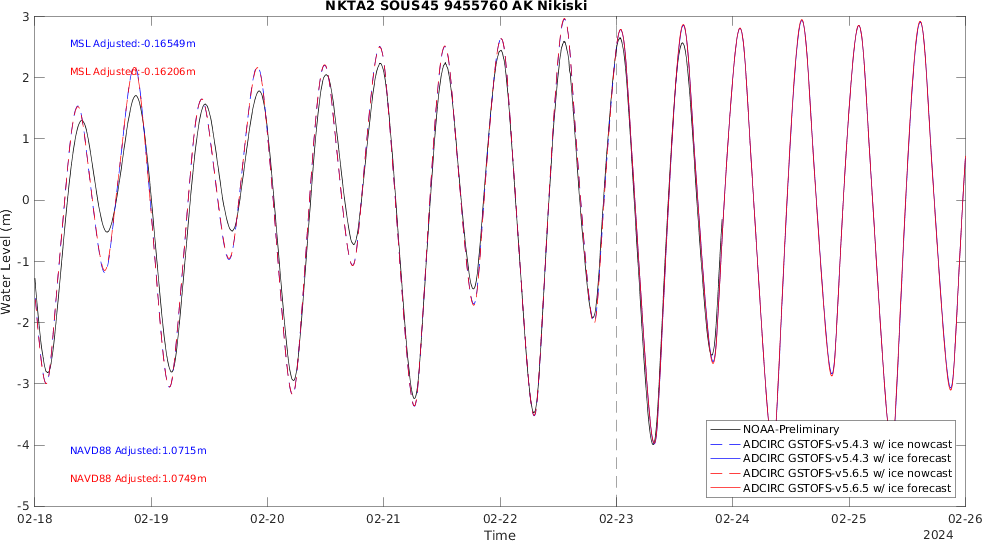 NKTA2 SOUS45 9455760 AK Nikiski
MSL Adjusted:-0.16549m
MSL Adjusted:-0.16206m
Water Level (m)
3
2
1
0
-1
-2
-3
-4
-5
NAVD88 Adjusted:1.0715m
NAVD88 Adjusted:1.0749m
NOAA-Preliminary
ADCIRC GSTOFS-v5.4.3 w/ ice nowcast
ADCIRC GSTOFS-v5.4.3 w/ ice forecast
ADCIRC GSTOFS-v5.6.5 w/ ice nowcast
ADCIRC GSTOFS-v5.6.5 w/ ice forecast
02-18 02-19 02-20 02-21 02-22 02-23 02-24 02-25 02-26
Time
2024